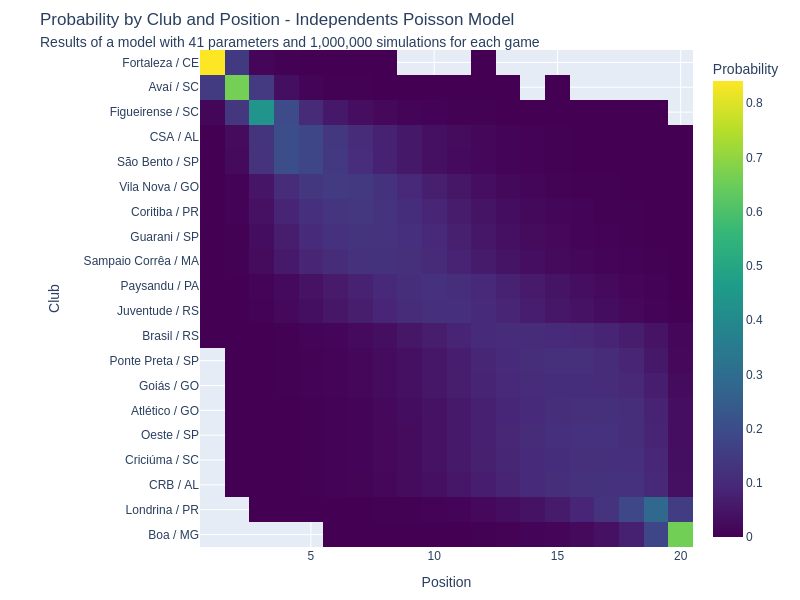 Probability by Club and Position - Independents Poisson Model
Results of a model with 41 parameters and 1,000,000 simulations for each game
Probability
Fortaleza / CE
Avaí / SC
Figueirense / SC
CSA / AL
São Bento / SP
Vila Nova / GO
Coritiba / PR
Guarani / SP
Sampaio Corrêa / MA
Paysandu / PA
Juventude / RS
Brasil / RS
Ponte Preta / SP
Goiás / GO
Atlético / GO
Oeste / SP
Criciúma / SC
CRB / AL
Londrina / PR
Boa / MG
Club
5
10
15
20
Position
0.8
0.7
0.6
0.5
0.4
0.3
0.2
0.1
0